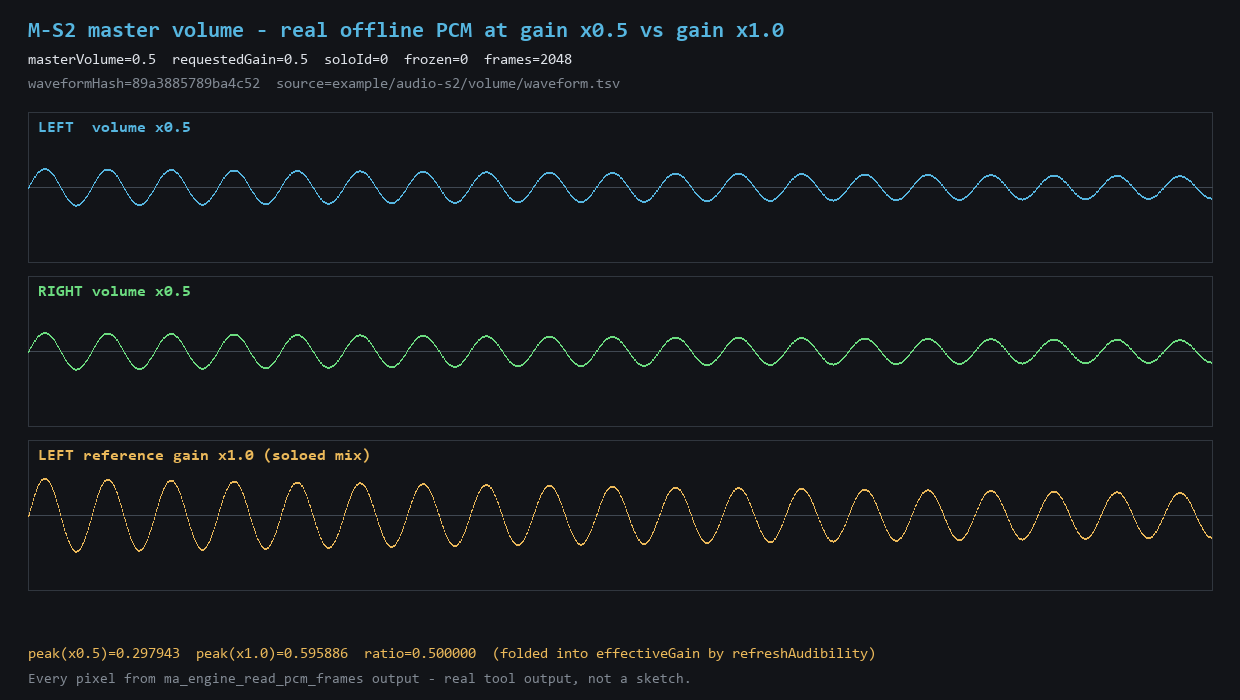 M-S2 master volume - real offline PCM at gain x0.5 vs gain x1.0
masterVolume=0.5  requestedGain=0.5  soloId=0  frozen=0  frames=2048
waveformHash=89a3885789ba4c52  source=example/audio-s2/volume/waveform.tsv
LEFT  volume x0.5
RIGHT volume x0.5
LEFT reference gain x1.0 (soloed mix)
peak(x0.5)=0.297943  peak(x1.0)=0.595886  ratio=0.500000  (folded into effectiveGain by refreshAudibility)
Every pixel from ma_engine_read_pcm_frames output - real tool output, not a sketch.